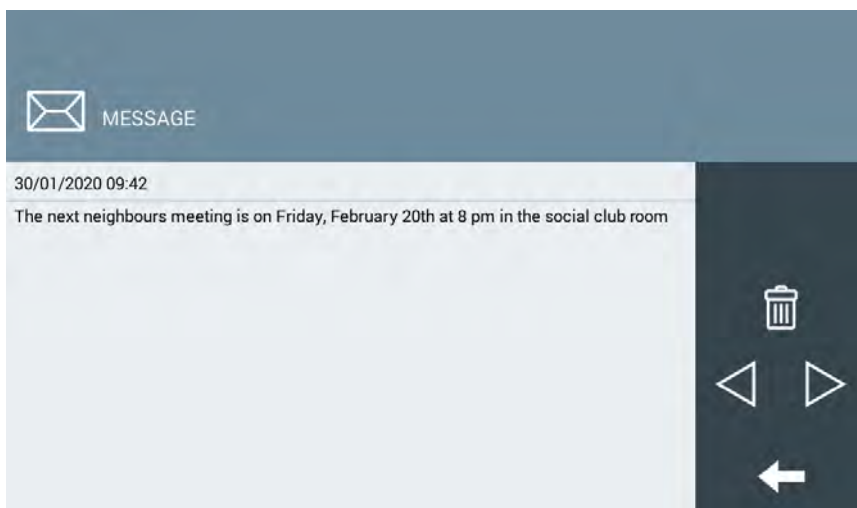 MESSAGE
30/01/2020 09:42
The next neighbours meeting is on Friday, February 20th at 8 pm in the social club room